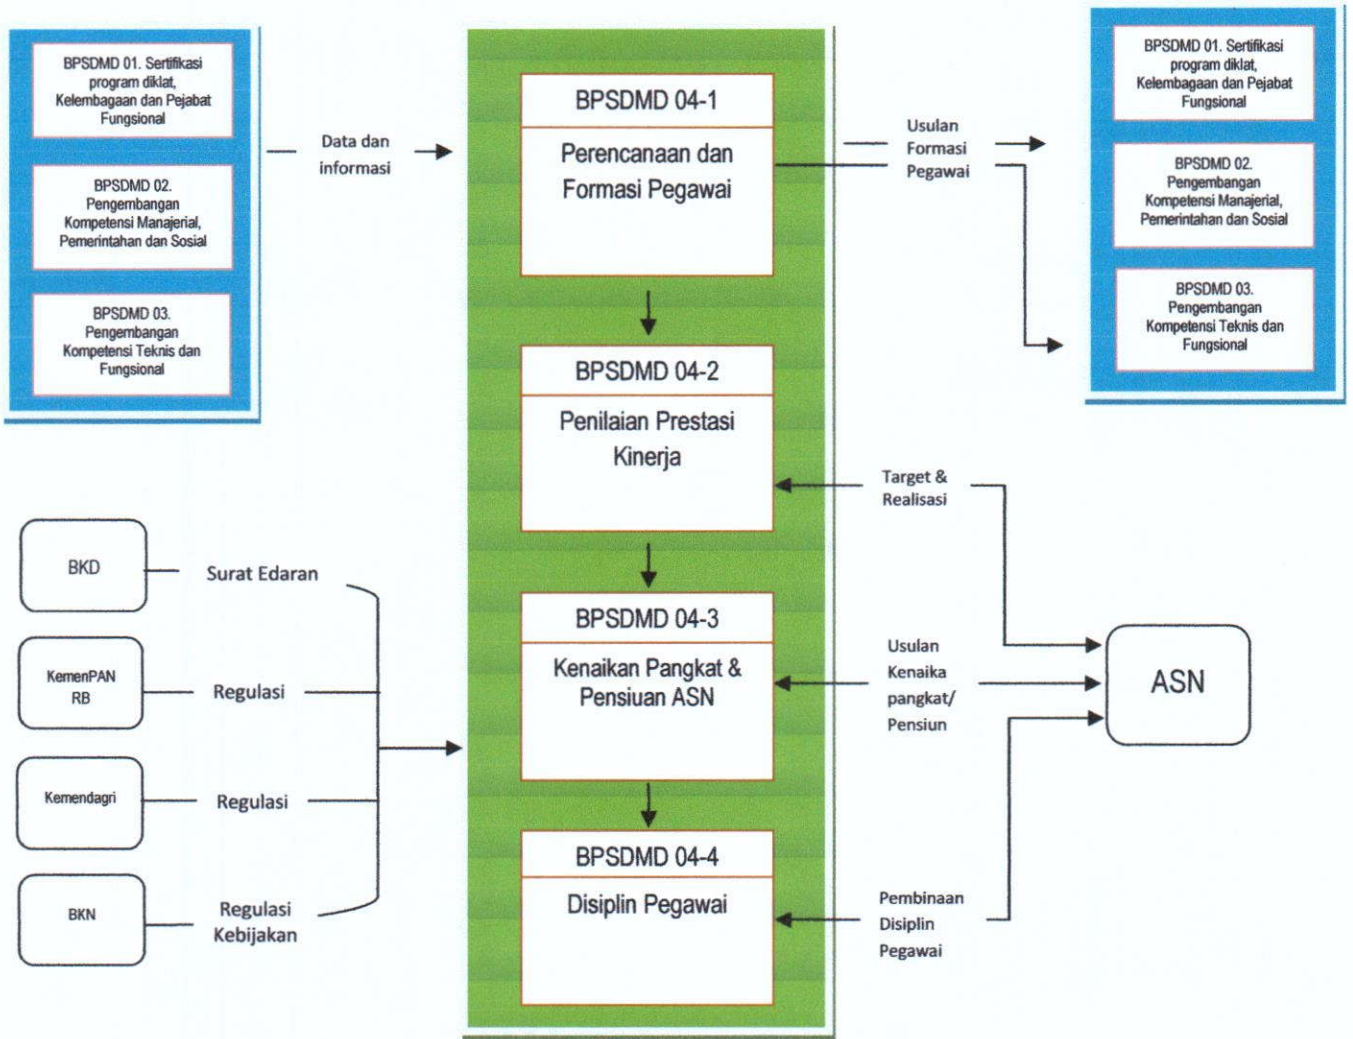 BPSDMD 01. Sertifikasi
program diklat,
Kelembagaan dan Pejabat
Fungsional
BPSDMD 02.
Pengembangan
Kompetensi Manajerial,
Pemerintahan dan Sosial
BPSDMD 03.
Pengembangan
Kompetensi Teknis dan
Fungsional
Data dan
informasi
BPSDMD 04-1
Perencanaan dan
Formasi Pegawai
Usulan
Formasi
Pegawai
BPSDMD 01. Sertifikasi
program diklat,
Kelembagaan dan Pejabat
Fungsional
BPSDMD 02.
Pengembangan
Kompetensi Manajerial,
Pemerintahan dan Sosial
BPSDMD 03.
Pengembangan
Kompetensi Teknis dan
Fungsional
BPSDMD 04-2
Penilaian Prestasi
Kinerja
Target &
Realisasi
BKD
Surat Edaran
KemenPAN
RB
Regulasi
Kemendagri
Regulasi
BKN
Regulasi
Kebijakan
BPSDMD 04-3
Kenaikan Pangkat &
Pensiuan ASN
Usulan
Kenaika
pangkat/
Pensiun
ASN
BPSDMD 04-4
Disiplin Pegawai
Pembinaan
Disiplin
Pegawai